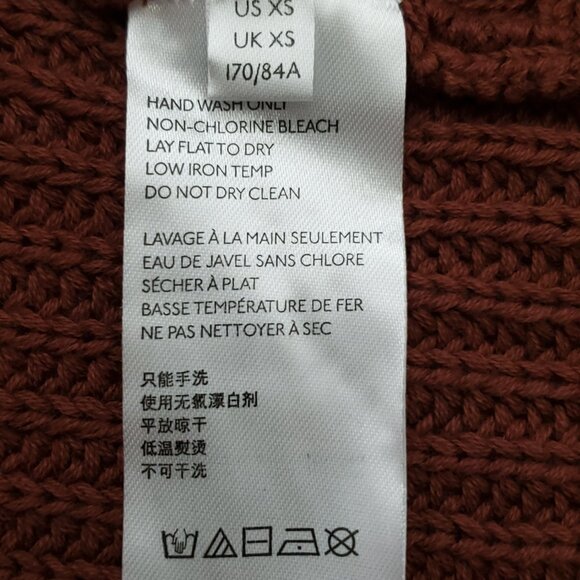 US XS
UK XS
170/84A
HAND WASH ONLY
NON-CHLORINE BLEACH
LAY FLAT TO DRY
LOW IRON TEMP
DO NOT DRY CLEAN
LAVAGE À LA MAIN SEULEMENT
EAU DE JAVEL SANS CHLORE
SÉCHER À PLAT
BASSE TEMPÉRATURE DE FER
NE PAS NETTOYER À SEC
只能手洗
使用无氯漂白剂
平放晾干
低温熨烫
不可干洗